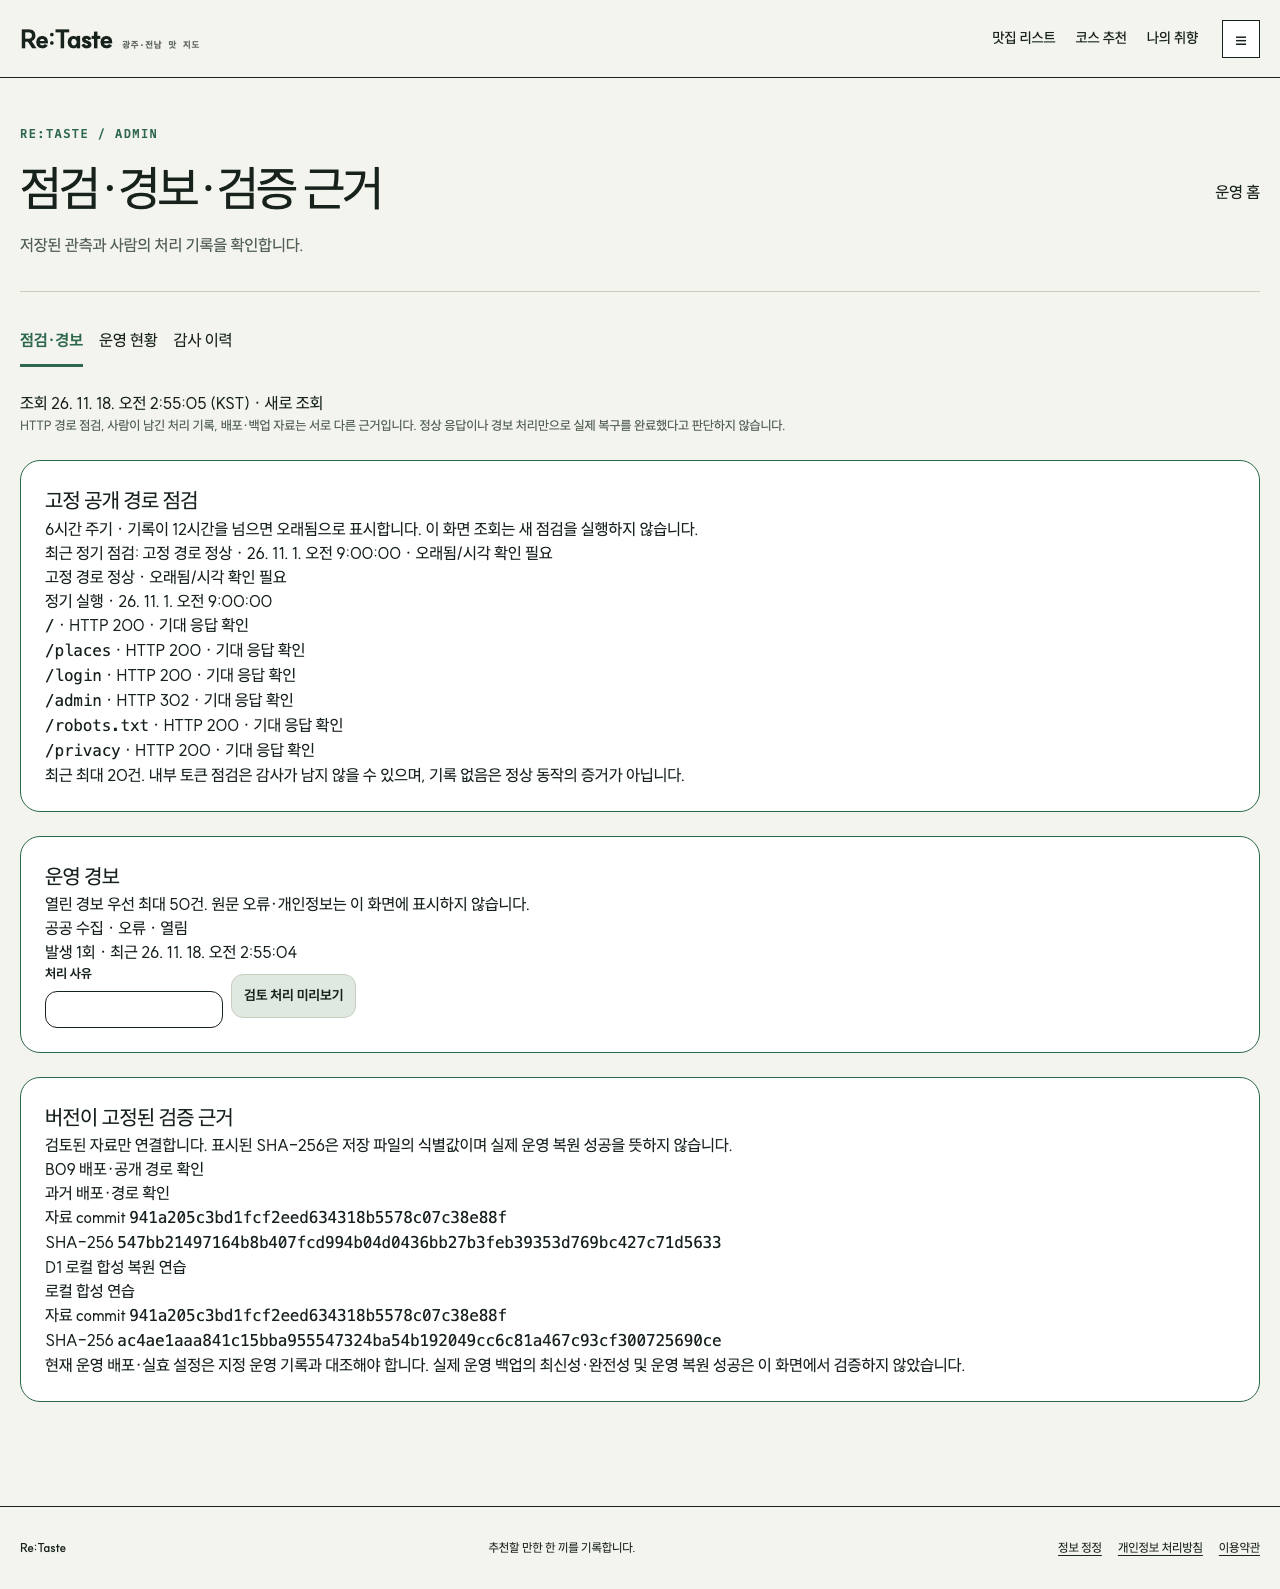 Re:Taste 광주·전남 맛 지도
맛집 리스트 코스 추천 나의 취향 ≡
RE:TASTE / ADMIN
점검·경보·검증 근거
운영 홈
저장된 관측과 사람의 처리 기록을 확인합니다.
점검·경보 운영 현황 감사 이력
조회 26. 11. 18. 오전 2:55:05 (KST) · 새로 조회
HTTP 경로 점검, 사람이 남긴 처리 기록, 배포·백업 자료는 서로 다른 근거입니다. 정상 응답이나 경보 처리만으로 실제 복구를 완료했다고 판단하지 않습니다.
고정 공개 경로 점검
6시간 주기 · 기록이 12시간을 넘으면 오래됨으로 표시합니다. 이 화면 조회는 새 점검을 실행하지 않습니다.
최근 정기 점검: 고정 경로 정상 · 26. 11. 1. 오전 9:00:00 · 오래됨/시각 확인 필요
고정 경로 정상 · 오래됨/시각 확인 필요
정기 실행 · 26. 11. 1. 오전 9:00:00
/ · HTTP 200 · 기대 응답 확인
/places · HTTP 200 · 기대 응답 확인
/login · HTTP 200 · 기대 응답 확인
/admin · HTTP 302 · 기대 응답 확인
/robots.txt · HTTP 200 · 기대 응답 확인
/privacy · HTTP 200 · 기대 응답 확인
최근 최대 20건. 내부 토큰 점검은 감사가 남지 않을 수 있으며, 기록 없음은 정상 동작의 증거가 아닙니다.
운영 경보
열린 경보 우선 최대 50건. 원문 오류·개인정보는 이 화면에 표시하지 않습니다.
공공 수집 · 오류 · 열림
발생 1회 · 최근 26. 11. 18. 오전 2:55:04
처리 사유
검토 처리 미리보기
버전이 고정된 검증 근거
검토된 자료만 연결합니다. 표시된 SHA-256은 저장 파일의 식별값이며 실제 운영 복원 성공을 뜻하지 않습니다.
B09 배포·공개 경로 확인
과거 배포·경로 확인
자료 commit 941a205c3bd1fcf2eed634318b5578c07c38e88f
SHA-256 547bb21497164b8b407fcd994b04d0436bb27b3feb39353d769bc427c71d5633
D1 로컬 합성 복원 연습
로컬 합성 연습
자료 commit 941a205c3bd1fcf2eed634318b5578c07c38e88f
SHA-256 ac4ae1aaa841c15bba955547324ba54b192049cc6c81a467c93cf300725690ce
현재 운영 배포·실효 설정은 지정 운영 기록과 대조해야 합니다. 실제 운영 백업의 최신성·완전성 및 운영 복원 성공은 이 화면에서 검증하지 않았습니다.
Re:Taste
추천할 만한 한 끼를 기록합니다.
정보 정정 개인정보 처리방침 이용약관